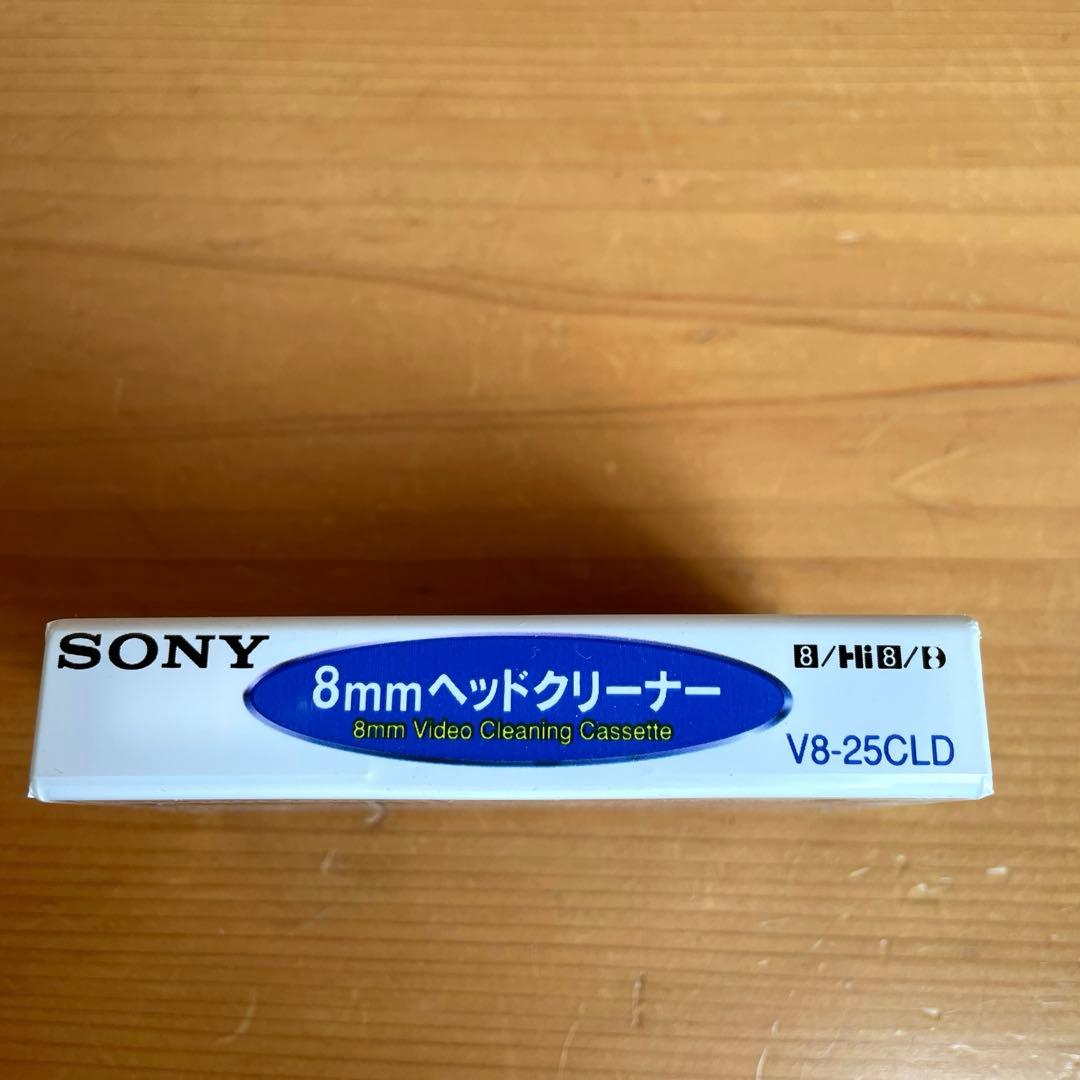 SONY
8mmヘッドクリーナー
8mm Video Cleaning Cassette
8/Hi8/D
V8-25CLD